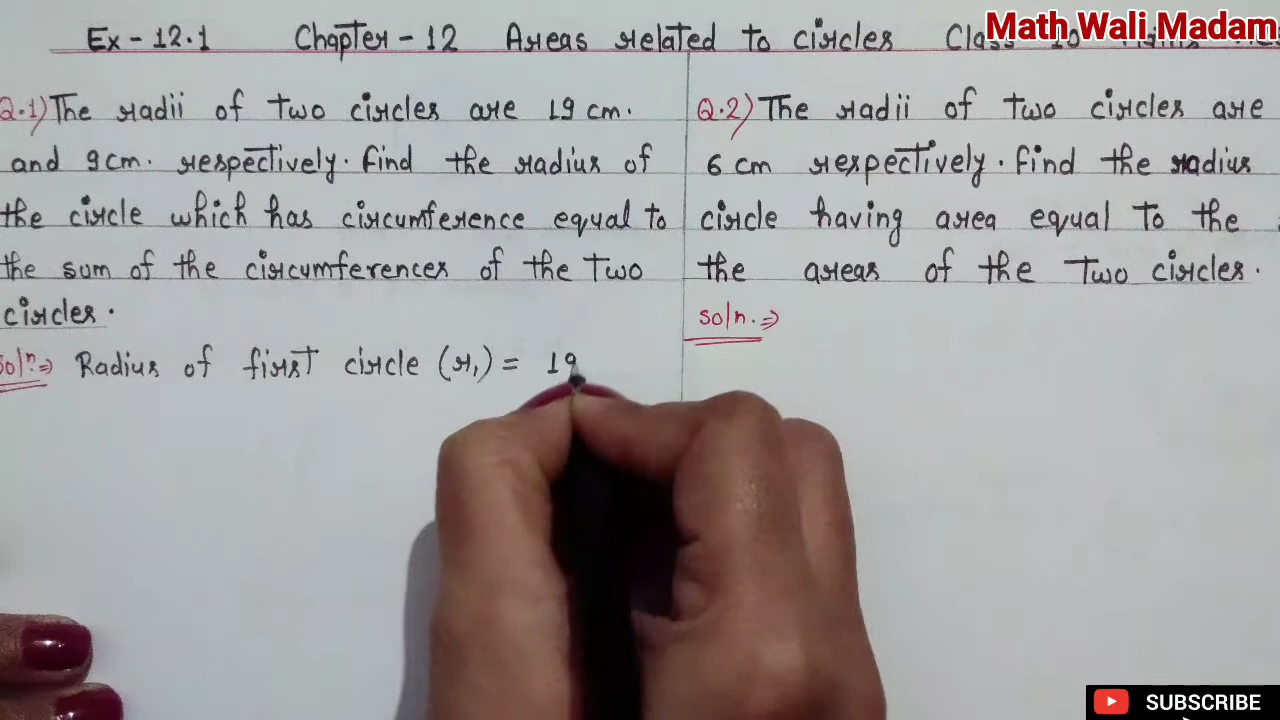 Ex - 12.1 Chapter - 12 Areas related to circles Class 10
Math Wali Madam
Q.1) The radii of two circles are 19 cm.
and 9 cm. respectively. Find the radius of
the circle which has circumference equal to
the sum of the circumferences of the two
circles.
Soln. ⇒ Radius of first circle (r₁) = 19
Q.2) The radii of two circles are
6 cm respectively. Find the radius
circle having area equal to the
the areas of the two circles.
Soln. ⇒
SUBSCRIBE